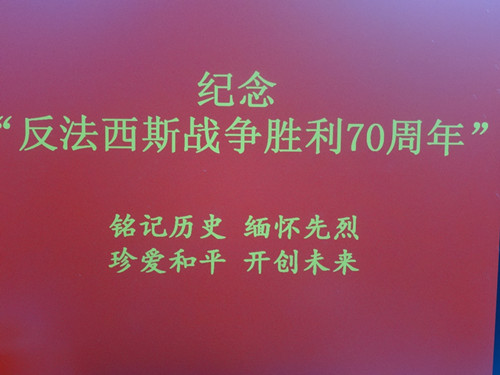 纪念
“反法西斯战争胜利70周年”
铭记历史 缅怀先烈
珍爱和平 开创未来